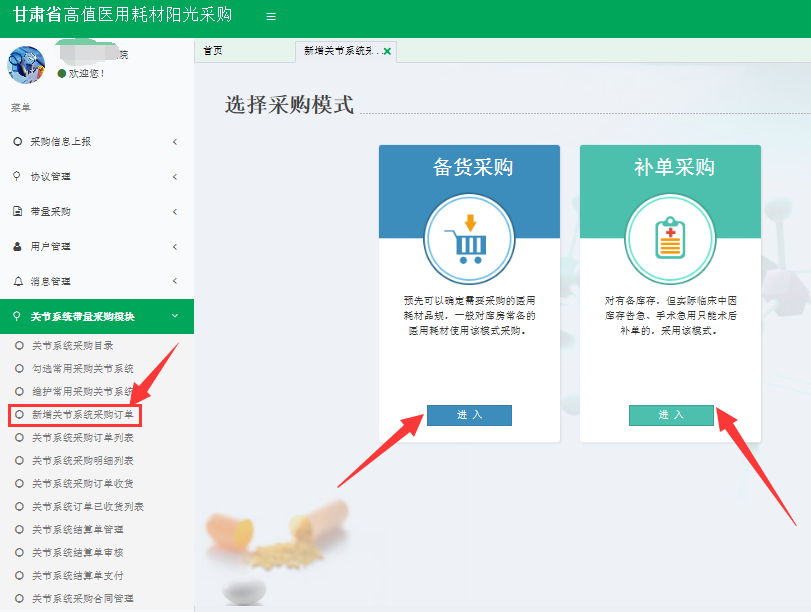 甘肃省高值医用耗材阳光采购
院
欢迎您！
菜单
采购信息上报
协议管理
带量采购
用户管理
消息管理
关节系统带量采购模块
关节系统采购目录
勾选常用采购关节系统
维护常用采购关节系统
新增关节系统采购订单
关节系统采购订单列表
关节系统采购明细列表
关节系统采购订单收货
关节系统订单已收货列表
关节系统结算单管理
关节系统结算单审核
关节系统结算单支付
关节系统采购合同管理
首页
新增关节系统采..
选择采购模式
备货采购
预先可以确定需要采购的医用
耗材品规，一般对库房常备的
医用耗材使用该模式采购。
进 入
补单采购
对有备库存，但实际临床中因
库存告急、手术急用只能术后
补单的，采用该模式。
进 入